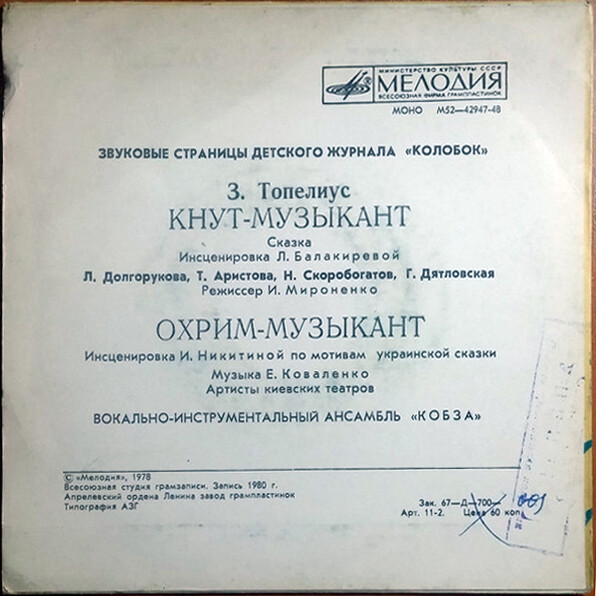 МИНИСТЕРСТВО КУЛЬТУРЫ СССР
МЕЛОДИЯ
ВСЕСОЮЗНАЯ ФИРМА ГРАМПЛАСТИНОК
МОНО М52—42947-48
ЗВУКОВЫЕ СТРАНИЦЫ ДЕТСКОГО ЖУРНАЛА «КОЛОБОК»
З. Топелиус
КНУТ-МУЗЫКАНТ
Сказка
Инсценировка Л. Балакиревой
Л. Долгорукова, Т. Аристова, Н. Скоробогатов, Г. Дятловская
Режиссер И. Мироненко
ОХРИМ-МУЗЫКАНТ
Инсценировка И. Никитиной по мотивам украинской сказки
Музыка Е. Коваленко
Артисты киевских театров
ВОКАЛЬНО-ИНСТРУМЕНТАЛЬНЫЙ АНСАМБЛЬ «КОБЗА»
© «Мелодия», 1978
Всесоюзная студия грамзаписи. Запись 1980 г.
Апрелевский ордена Ленина завод грампластинок
Типография АЗГ
Зак. 67—Д—700—
Арт. 11-2. Цена 60 коп.